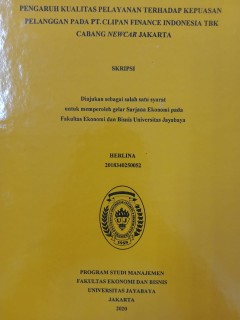 PENGARUH KUALITAS PELAYANAN TERHADAP KEPUASAN
PELANGGAN PADA PT. CLIPAN FINANCE INDONESIA TBK
CABANG NEWCAR JAKARTA
SKRIPSI
Diajukan sebagai salah satu syarat
untuk memperoleh gelar Sarjana Ekonomi pada
Fakultas Ekonomi dan Bisnis Universitas Jayabaya
HERLINA
2018340250052
PROGRAM STUDI MANAJEMEN
FAKULTAS EKONOMI DAN BISNIS
UNIVERSITAS JAYABAYA
JAKARTA
2020